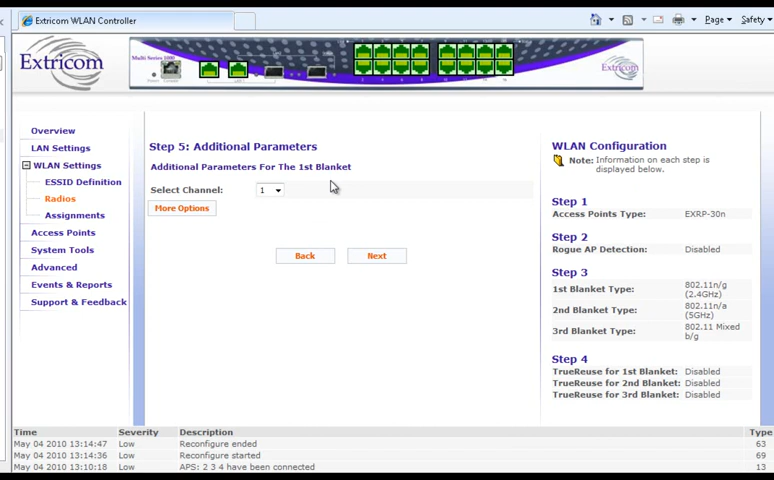 Extricom WLAN Controller
Page
Safety
Extricom
Multi Series 1000
Extricom
Overview
LAN Settings
WLAN Settings
ESSID Definition
Radios
Assignments
Access Points
System Tools
Advanced
Events & Reports
Support & Feedback
Step 5: Additional Parameters
Additional Parameters For The 1st Blanket
Select Channel: 1
More Options
Back Next
WLAN Configuration
Note: Information on each step is
displayed below.
Step 1
Access Points Type: EXRP-30n
Step 2
Rogue AP Detection: Disabled
Step 3
1st Blanket Type: 802.11n/g
(2.4GHz)
2nd Blanket Type: 802.11n/a
(5GHz)
3rd Blanket Type: 802.11 Mixed
b/g
Step 4
TrueReuse for 1st Blanket: Disabled
TrueReuse for 2nd Blanket: Disabled
TrueReuse for 3rd Blanket: Disabled
Time Severity Description Type
May 04 2010 13:14:47 Low Reconfigure ended 63
May 04 2010 13:14:36 Low Reconfigure started 69
May 04 2010 13:10:18 Low APS: 2 3 4 have been connected 13